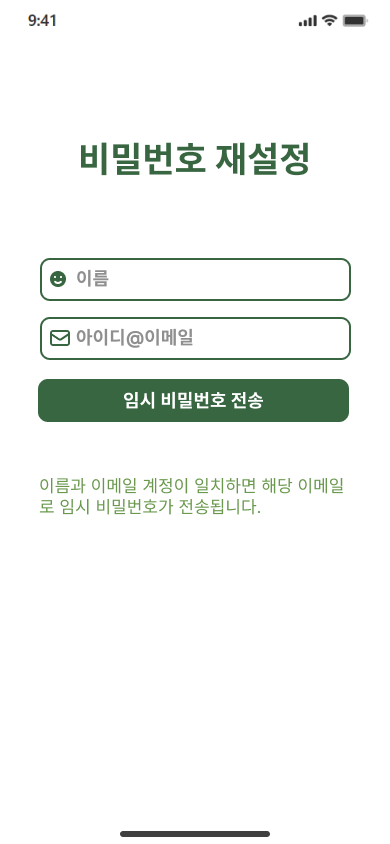 9:41
비밀번호 재설정
이름
아이디@이메일
임시 비밀번호 전송
이름과 이메일 계정이 일치하면 해당 이메일
로 임시 비밀번호가 전송됩니다.